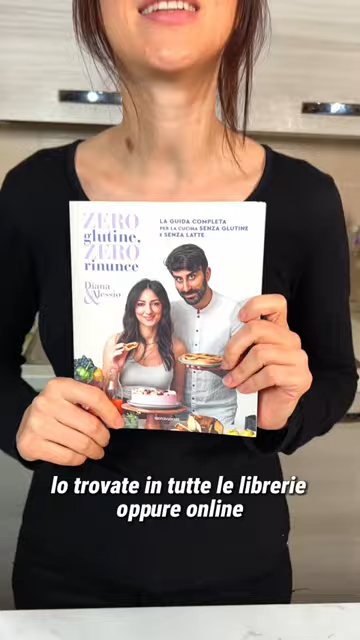 ZERO
glutine,
ZERO
rinunce
Diana
& Alessio
LA GUIDA COMPLETA
PER LA CUCINA SENZA GLUTINE
E SENZA LATTE
MONDADORI
lo trovate in tutte le librerie
oppure online